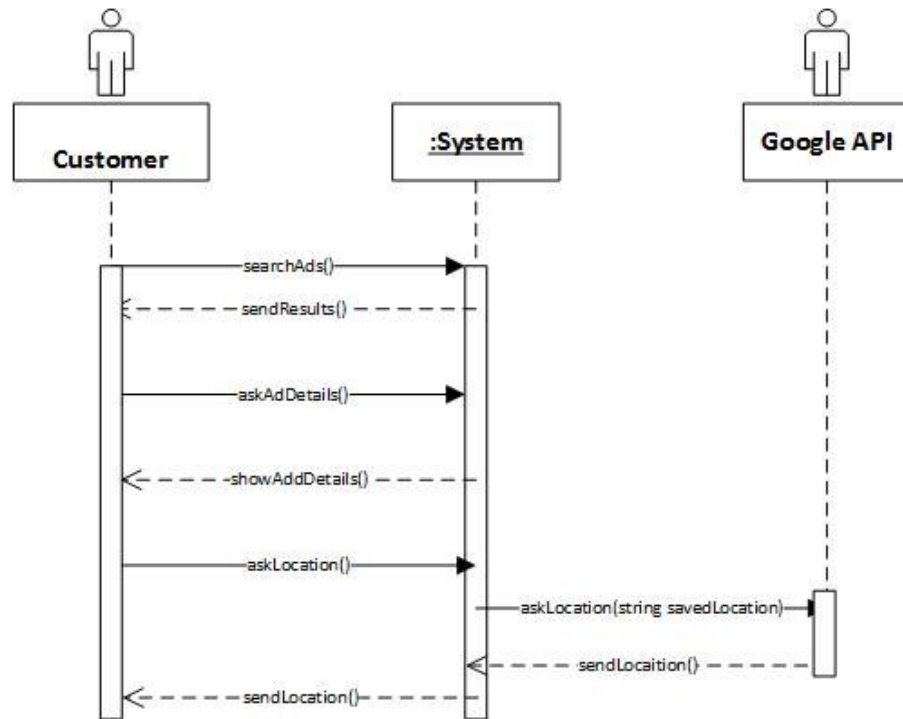 Customer
:System
Google API
searchAds()
sendResults()
askAdDetails()
showAddDetails()
askLocation()
askLocation(string savedLocation)
sendLocaition()
sendLocation()